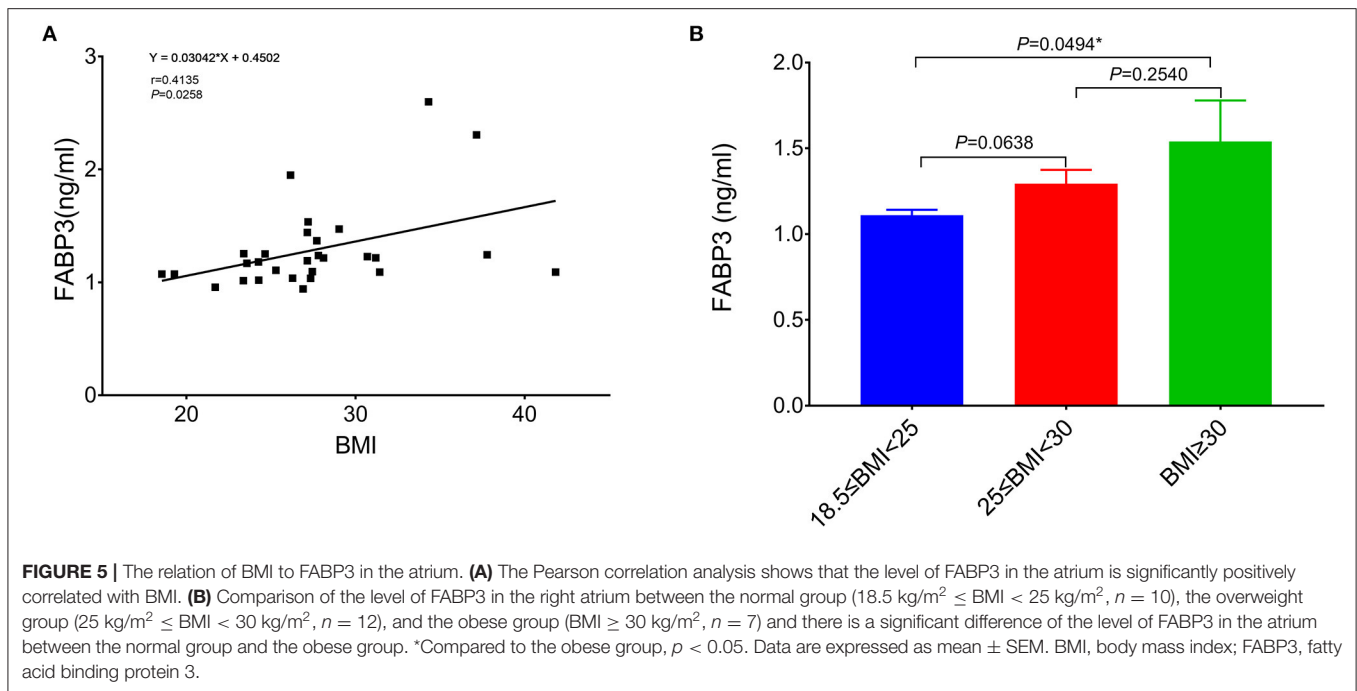 A
Y = 0.03042*X + 0.4502
r=0.4135
P=0.0258
3
2
1
0
FABP3(ng/ml)
20
30
40
BMI
B
P=0.0494*
P=0.2540
P=0.0638
2.0
1.5
1.0
0.5
0.0
FABP3 (ng/ml)
18.5≤BMI<25
25≤BMI<30
BMI≥30
FIGURE 5 | The relation of BMI to FABP3 in the atrium. (A) The Pearson correlation analysis shows that the level of FABP3 in the atrium is significantly positively
correlated with BMI. (B) Comparison of the level of FABP3 in the right atrium between the normal group (18.5 kg/m² ≤ BMI < 25 kg/m², n = 10), the overweight
group (25 kg/m² ≤ BMI < 30 kg/m², n = 12), and the obese group (BMI ≥ 30 kg/m², n = 7) and there is a significant difference of the level of FABP3 in the atrium
between the normal group and the obese group. *Compared to the obese group, p < 0.05. Data are expressed as mean ± SEM. BMI, body mass index; FABP3, fatty
acid binding protein 3.